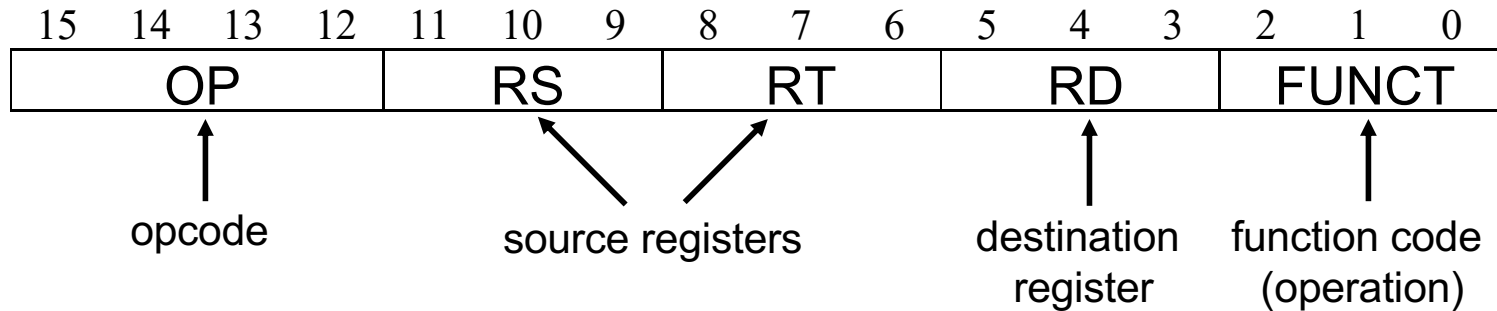 15 14 13 12 11 10 9 8 7 6 5 4 3 2 1 0
OP RS RT RD FUNCT
opcode source registers destination register function code (operation)